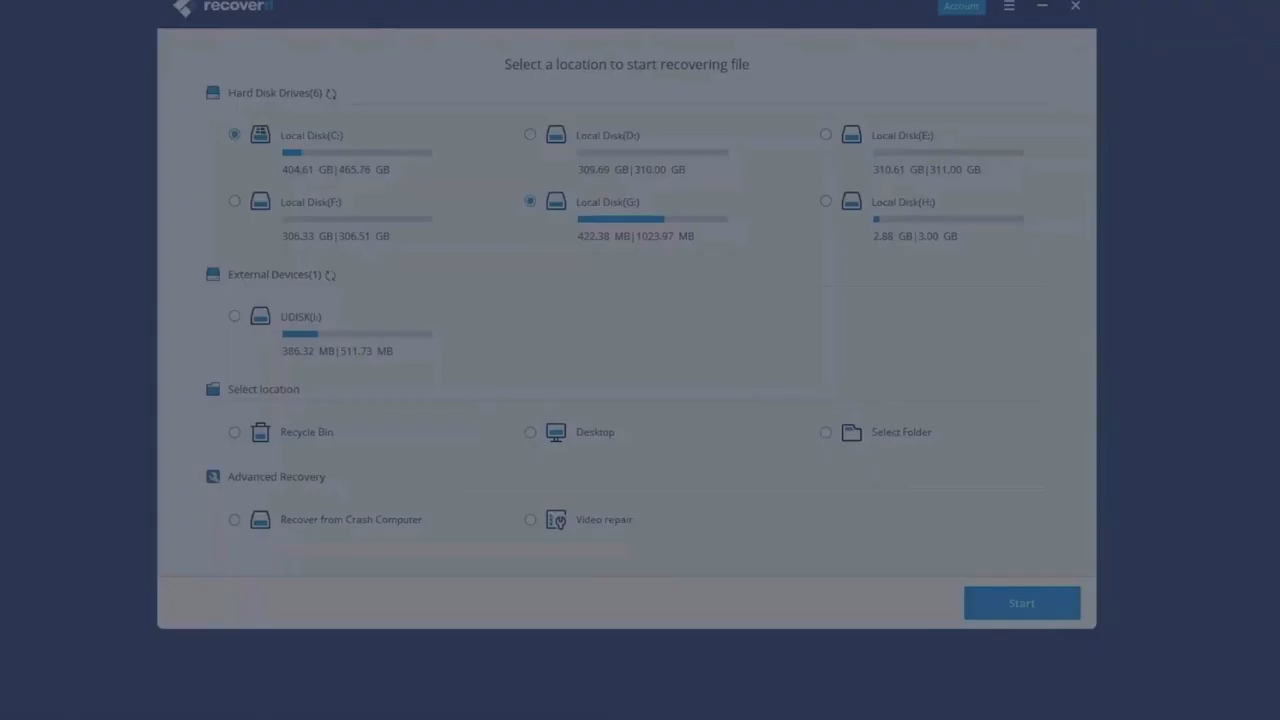 recoverit
Account
Select a location to start recovering file
Hard Disk Drives(6)
Local Disk(C:)
Local Disk(D:)
Local Disk(E:)
404.61 GB|465.76 GB
309.69 GB|310.00 GB
310.61 GB|311.00 GB
Local Disk(F:)
Local Disk(G:)
Local Disk(H:)
306.33 GB|306.51 GB
422.38 MB|1023.97 MB
2.88 GB|3.00 GB
External Devices(1)
UDISK(I:)
386.32 MB|511.73 MB
Select location
Recycle Bin
Desktop
Select Folder
Advanced Recovery
Recover from Crash Computer
Video repair
Start